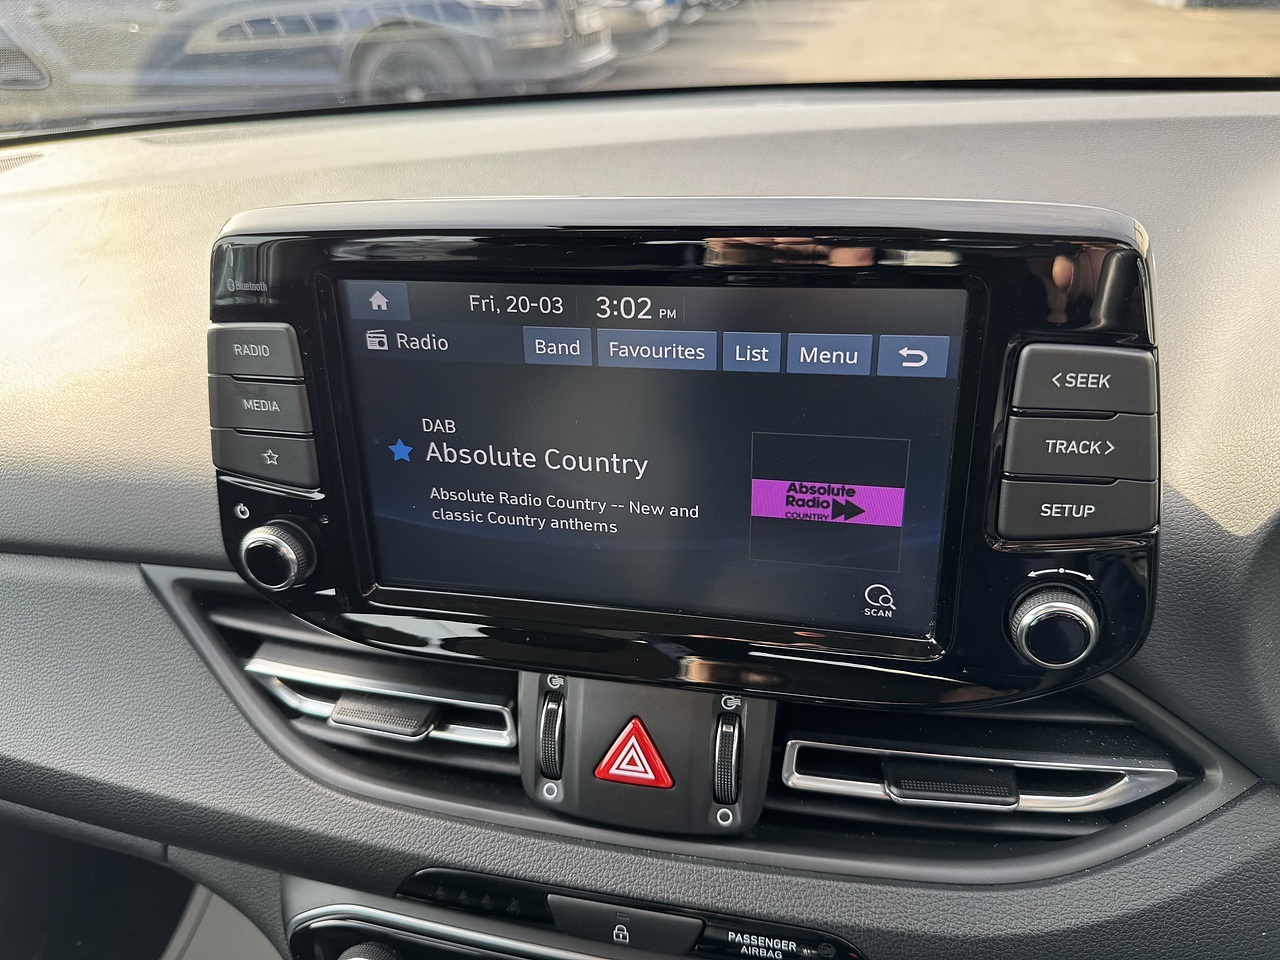 Bluetooth
Fri, 20-03 3:02 PM
Radio Band Favourites List Menu
RADIO
MEDIA
<SEEK
TRACK>
SETUP
DAB
Absolute Country
Absolute Radio Country -- New and
classic Country anthems
Absolute
Radio
COUNTRY
SCAN
PASSENGER
AIRBAG